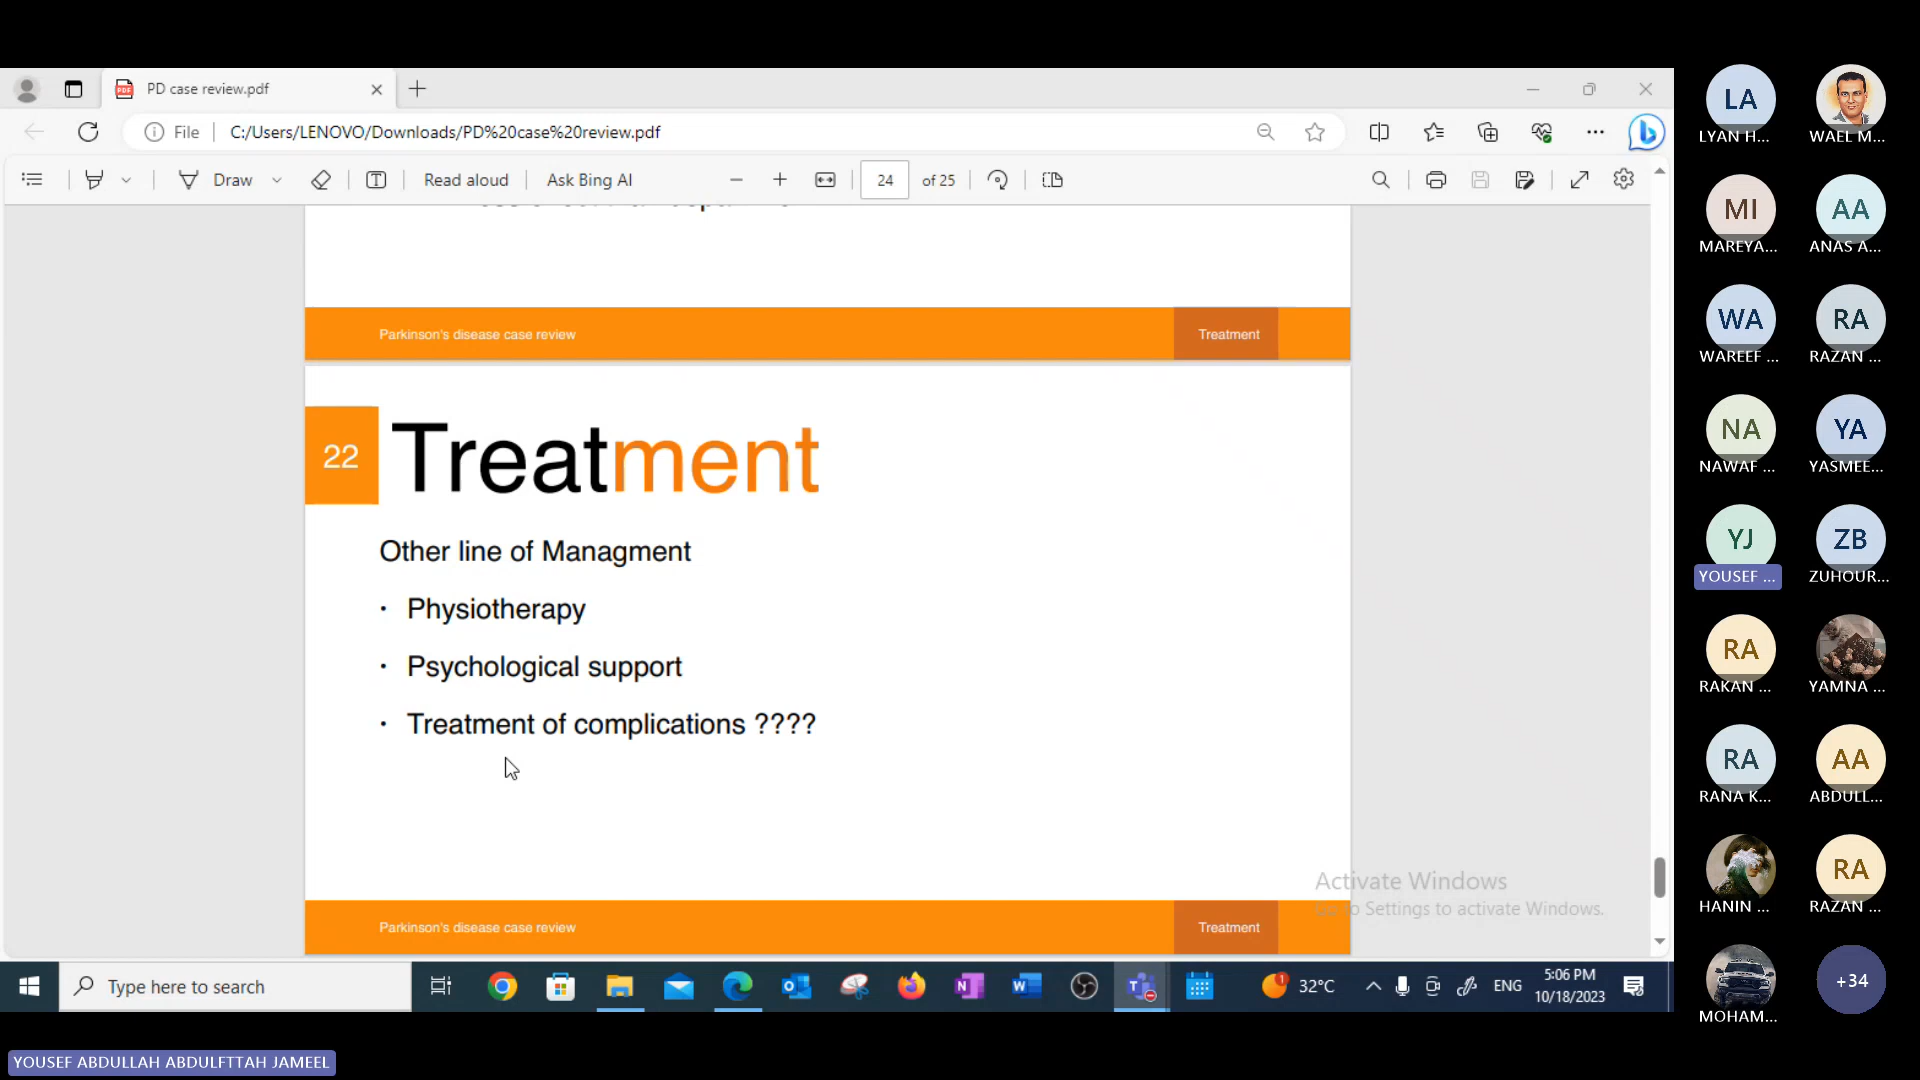 PD case review.pdf
File
C:/Users/LENOVO/Downloads/PD%20case%20review.pdf
Draw
Read aloud
Ask Bing AI
24
of 25
Parkinson's disease case review
Treatment
22
Treatment
Other line of Managment
· Physiotherapy
· Psychological support
· Treatment of complications ????
Activate Windows
Settings to activate Windows.
Parkinson's disease case review
Treatment
Type here to search
32°C
ENG
5:06 PM
10/18/2023
YOUSEF ABDULLAH ABDULFTTAH JAMEEL
LA
LYAN H...
WAEL M...
MI
MAREYA...
AA
ANAS A...
WA
WAREEF ...
RA
RAZAN ...
NA
NAWAF ...
YA
YASMEE...
YJ
YOUSEF ...
ZB
ZUHOUR...
RA
RAKAN ...
YAMNA ...
RA
RANA K...
AA
ABDULL...
HANIN ...
RA
RAZAN ...
MOHAM...
+34